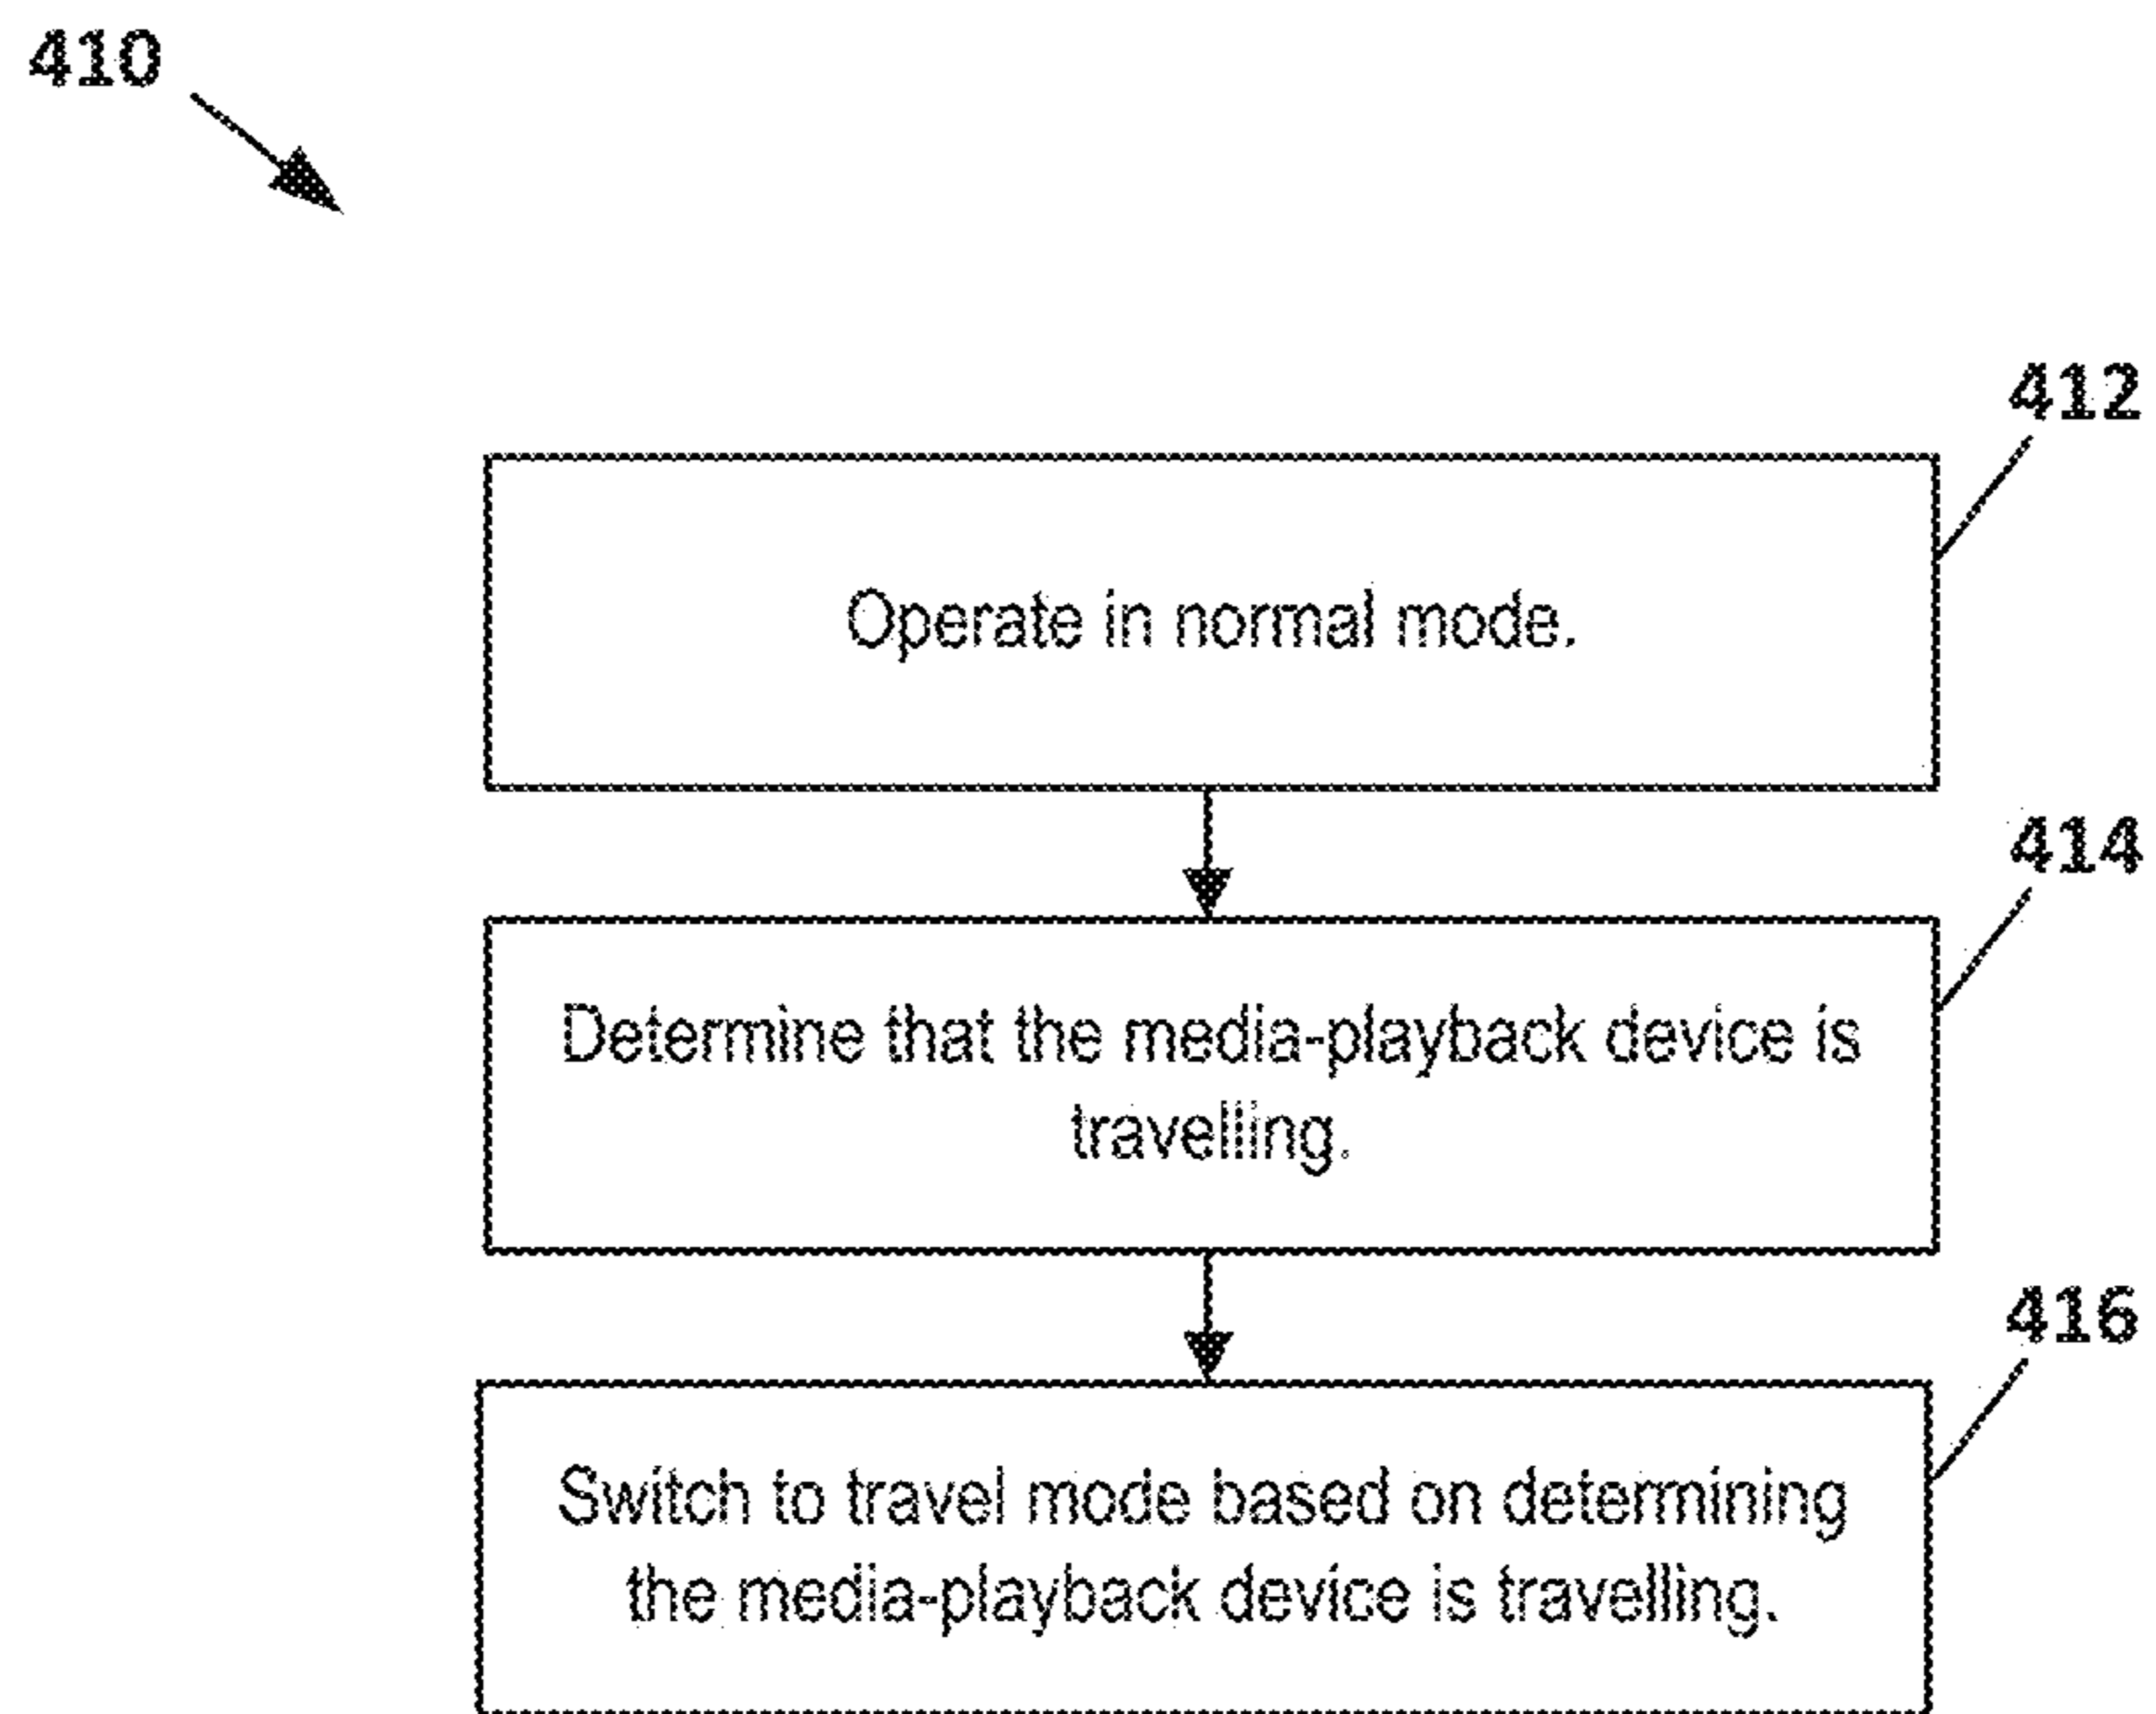 410
412
Operate in normal mode.
414
Determine that the media-playback device is
travelling.
416
Switch to travel mode based on determining
the media-playback device is travelling.